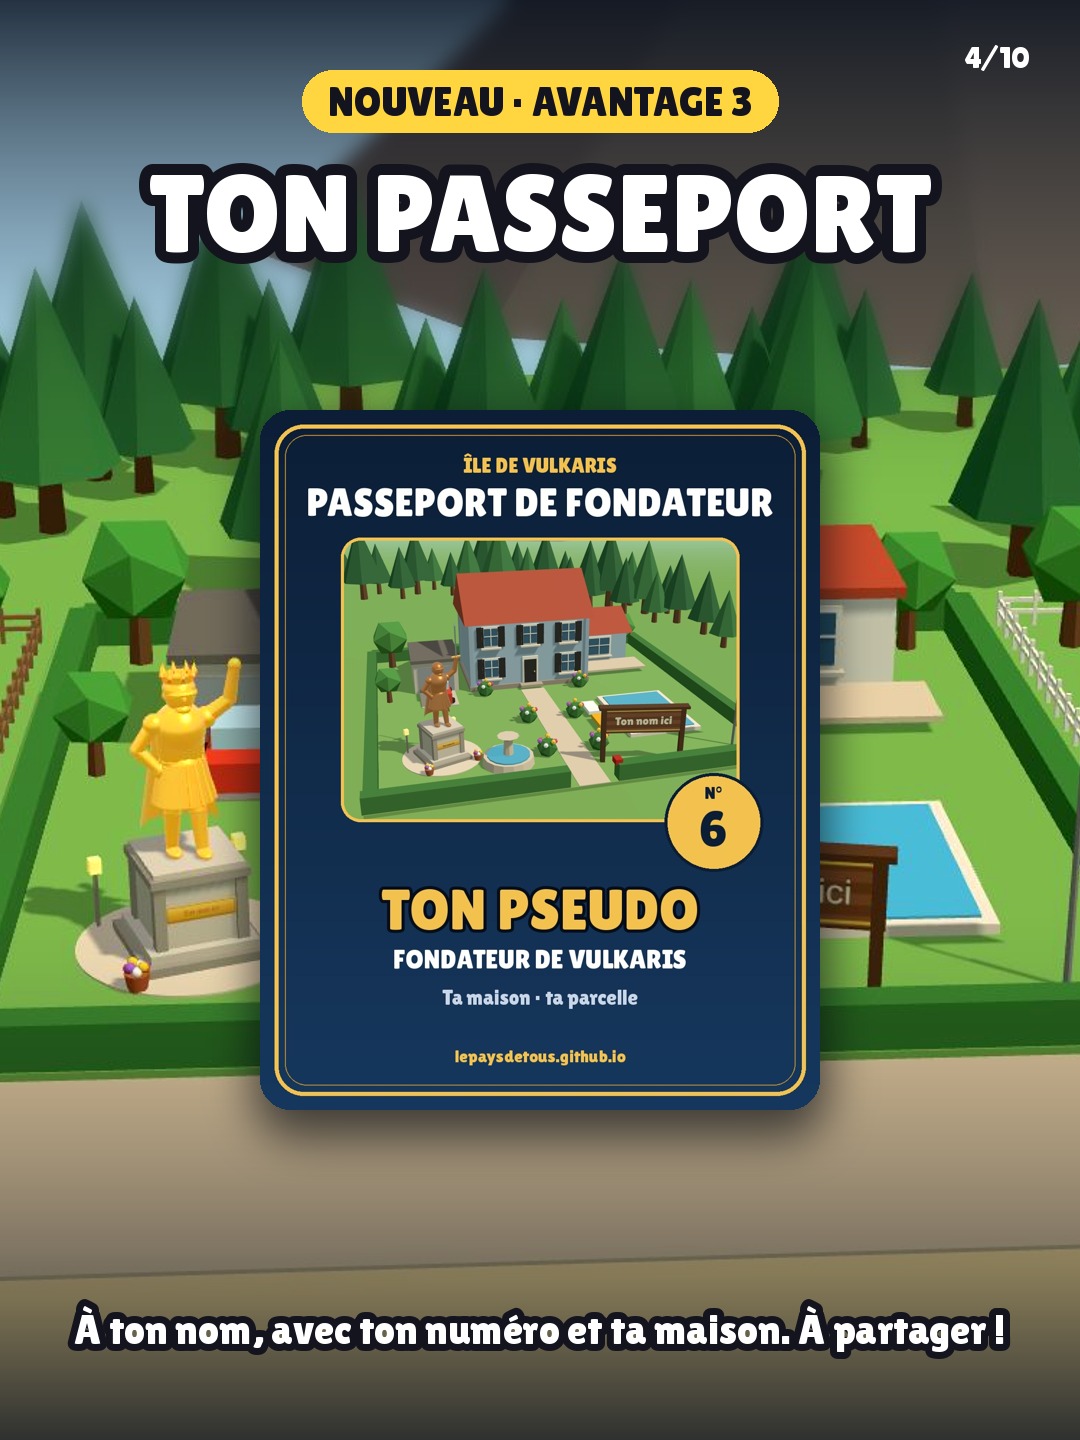 4/10
NOUVEAU · AVANTAGE 3
TON PASSEPORT
ÎLE DE VULKARIS
PASSEPORT DE FONDATEUR
Ton nom ici
N°
6
ici
TON PSEUDO
FONDATEUR DE VULKARIS
Ta maison · ta parcelle
lepaysdetous.github.io
À ton nom, avec ton numéro et ta maison. À partager !